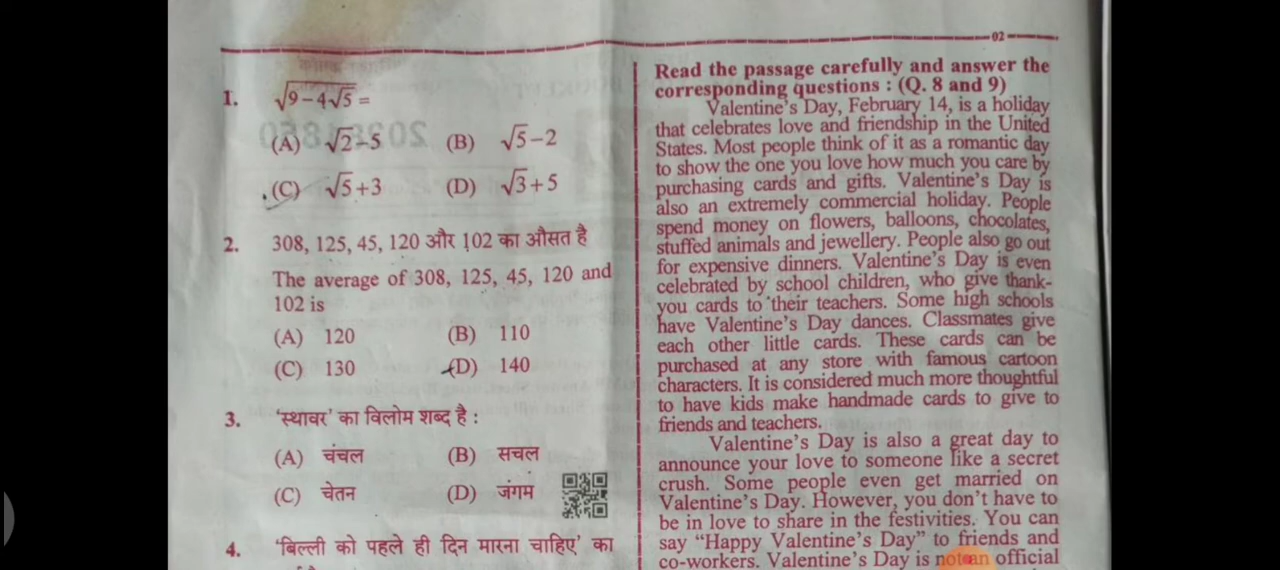 02
1. √9-4√5 =
(A) √2-5 (B) √5-2
(C) √5+3 (D) √3+5
2. 308, 125, 45, 120 और 102 का औसत है
The average of 308, 125, 45, 120 and
102 is
(A) 120 (B) 110
(C) 130 (D) 140
3. 'स्थावर' का विलोम शब्द है :
(A) चंचल (B) सचल
(C) चेतन (D) जंगम
4. 'बिल्ली को पहले ही दिन मारना चाहिए' का
Read the passage carefully and answer the
corresponding questions : (Q. 8 and 9)
Valentine's Day, February 14, is a holiday
that celebrates love and friendship in the United
States. Most people think of it as a romantic day
to show the one you love how much you care by
purchasing cards and gifts. Valentine's Day is
also an extremely commercial holiday. People
spend money on flowers, balloons, chocolates,
stuffed animals and jewellery. People also go out
for expensive dinners. Valentine's Day is even
celebrated by school children, who give thank-
you cards to their teachers. Some high schools
have Valentine's Day dances. Classmates give
each other little cards. These cards can be
purchased at any store with famous cartoon
characters. It is considered much more thoughtful
to have kids make handmade cards to give to
friends and teachers.
Valentine's Day is also a great day to
announce your love to someone like a secret
crush. Some people even get married on
Valentine's Day. However, you don't have to
be in love to share in the festivities. You can
say "Happy Valentine's Day" to friends and
co-workers. Valentine's Day is not an official